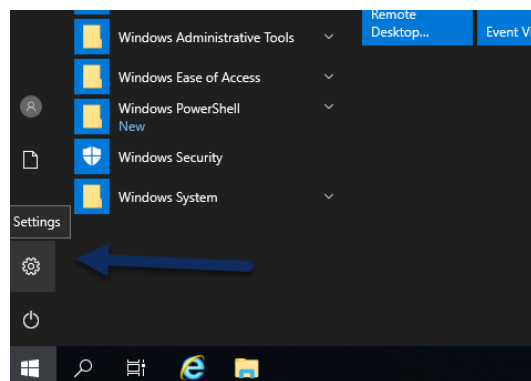 Windows Administrative Tools
Windows Ease of Access
Windows PowerShell
New
Windows Security
Windows System
Settings
Remote
Desktop...
Event Vi